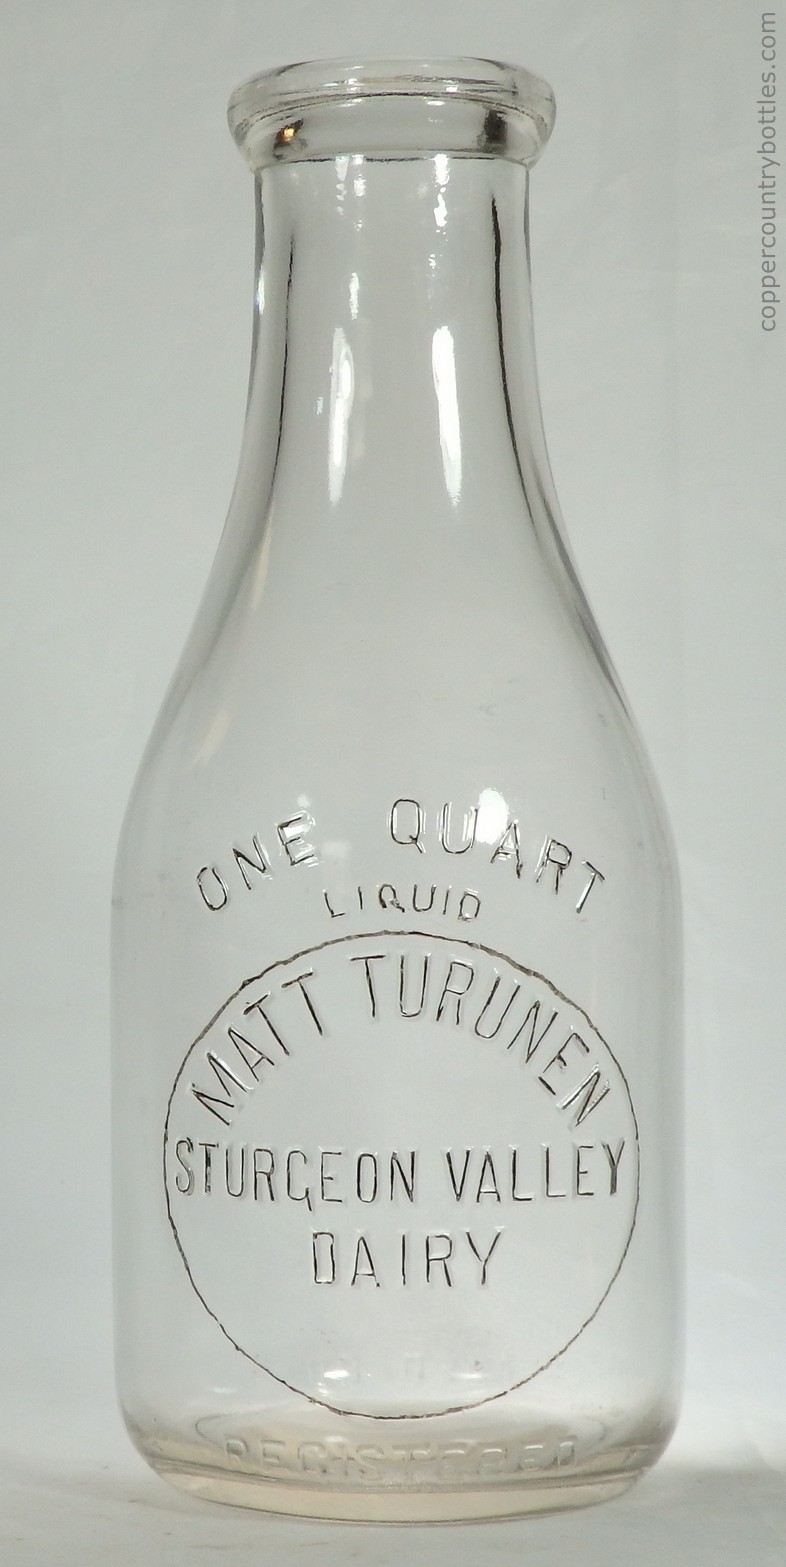 ONE QUART
LIQUID
MATT TURUNEN
STURGEON VALLEY
DAIRY
REGISTERED
coppercountrybottles.com